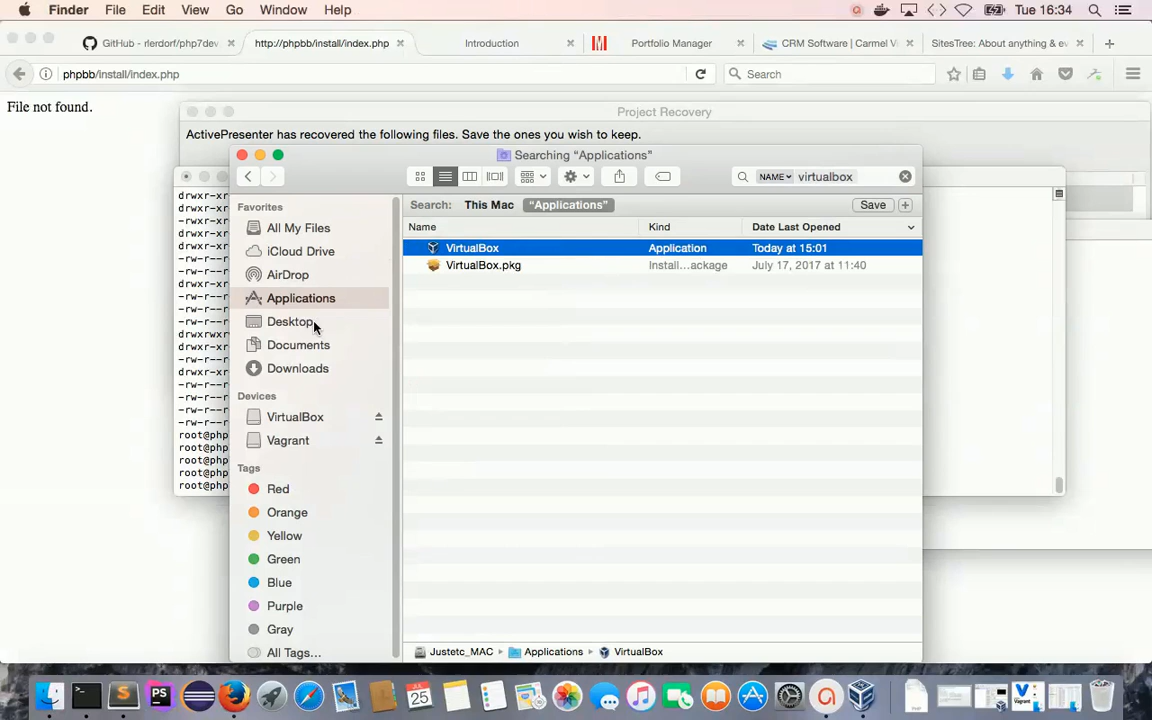 Finder File Edit View Go Window Help Tue 16:34
GitHub - rlerdorf/php7dev
http://phpbb/install/index.php
Introduction
Portfolio Manager
CRM Software | Carmel Vi
SitesTree: About anything & ev
phpbb/install/index.php
Search
File not found.
Project Recovery
ActivePresenter has recovered the following files. Save the ones you wish to keep.
Searching “Applications”
NAME virtualbox
Search: This Mac “Applications” Save
Favorites
All My Files
iCloud Drive
AirDrop
Applications
Desktop
Documents
Downloads
Devices
VirtualBox
Vagrant
Tags
Red
Orange
Yellow
Green
Blue
Purple
Gray
All Tags...
Name Kind Date Last Opened
VirtualBox Application Today at 15:01
VirtualBox.pkg Install...ackage July 17, 2017 at 11:40
drwxr-xr
drwxr-xr
-rw-r--r
-rw-r--r
root@php
root@php
root@php
root@php
root@php
Justetc_MAC Applications VirtualBox
PS
JUL
25
Vagrant